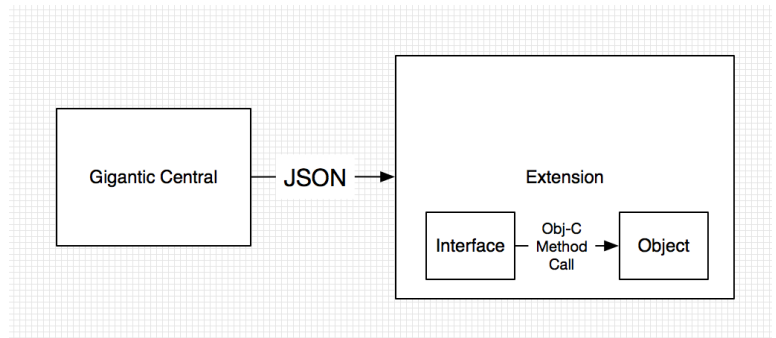 Gigantic Central
JSON
Extension
Interface
Obj-C
Method
Call
Object